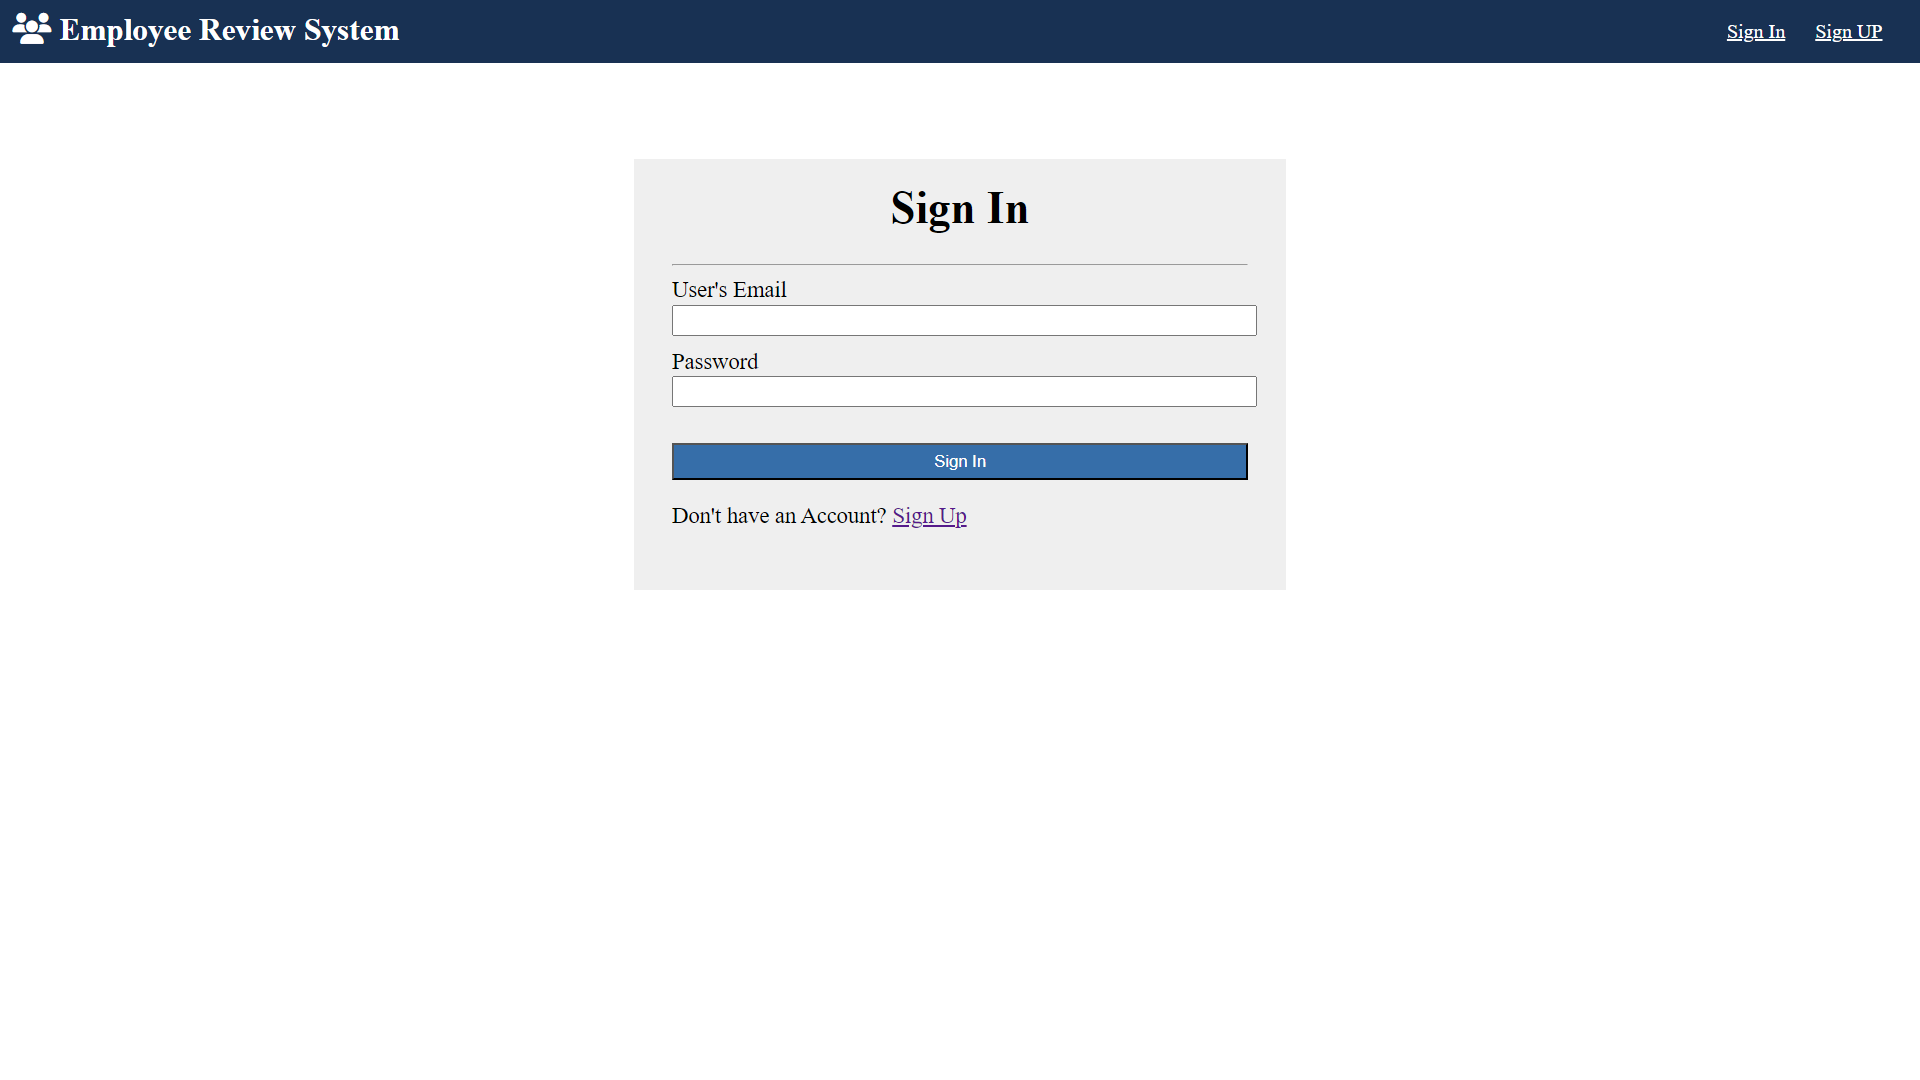 Employee Review System
Sign In
Sign UP
Sign In
User's Email
Password
Sign In
Don't have an Account? Sign Up